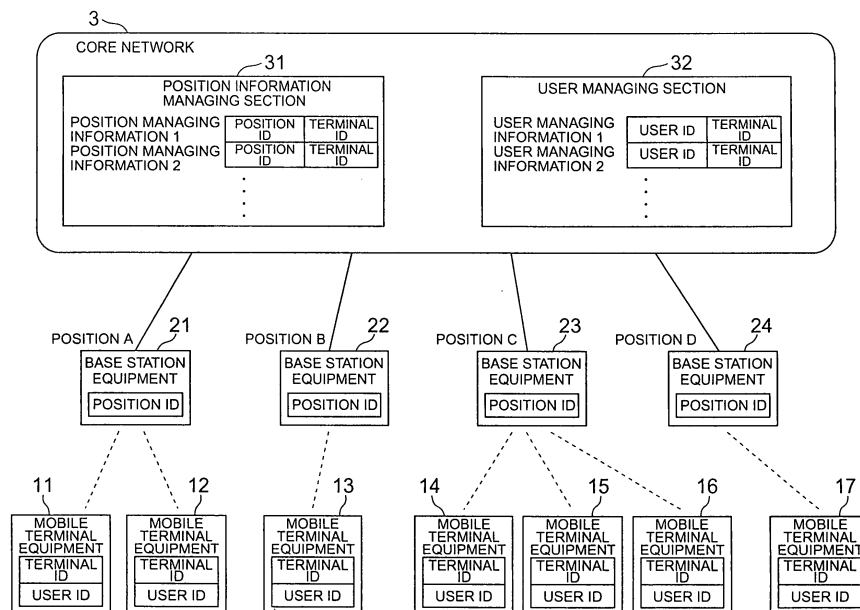 3
CORE NETWORK
31
POSITION INFORMATION
MANAGING SECTION
POSITION MANAGING
INFORMATION 1
POSITION
ID
TERMINAL
ID
POSITION MANAGING
INFORMATION 2
POSITION
ID
TERMINAL
ID
32
USER MANAGING SECTION
USER MANAGING
INFORMATION 1
USER ID
TERMINAL
ID
USER MANAGING
INFORMATION 2
USER ID
TERMINAL
ID
POSITION A
21
BASE STATION
EQUIPMENT
POSITION ID
POSITION B
22
BASE STATION
EQUIPMENT
POSITION ID
POSITION C
23
BASE STATION
EQUIPMENT
POSITION ID
POSITION D
24
BASE STATION
EQUIPMENT
POSITION ID
11
MOBILE
TERMINAL
EQUIPMENT
TERMINAL
ID
USER ID
12
MOBILE
TERMINAL
EQUIPMENT
TERMINAL
ID
USER ID
13
MOBILE
TERMINAL
EQUIPMENT
TERMINAL
ID
USER ID
14
MOBILE
TERMINAL
EQUIPMENT
TERMINAL
ID
USER ID
15
MOBILE
TERMINAL
EQUIPMENT
TERMINAL
ID
USER ID
16
MOBILE
TERMINAL
EQUIPMENT
TERMINAL
ID
USER ID
17
MOBILE
TERMINAL
EQUIPMENT
TERMINAL
ID
USER ID